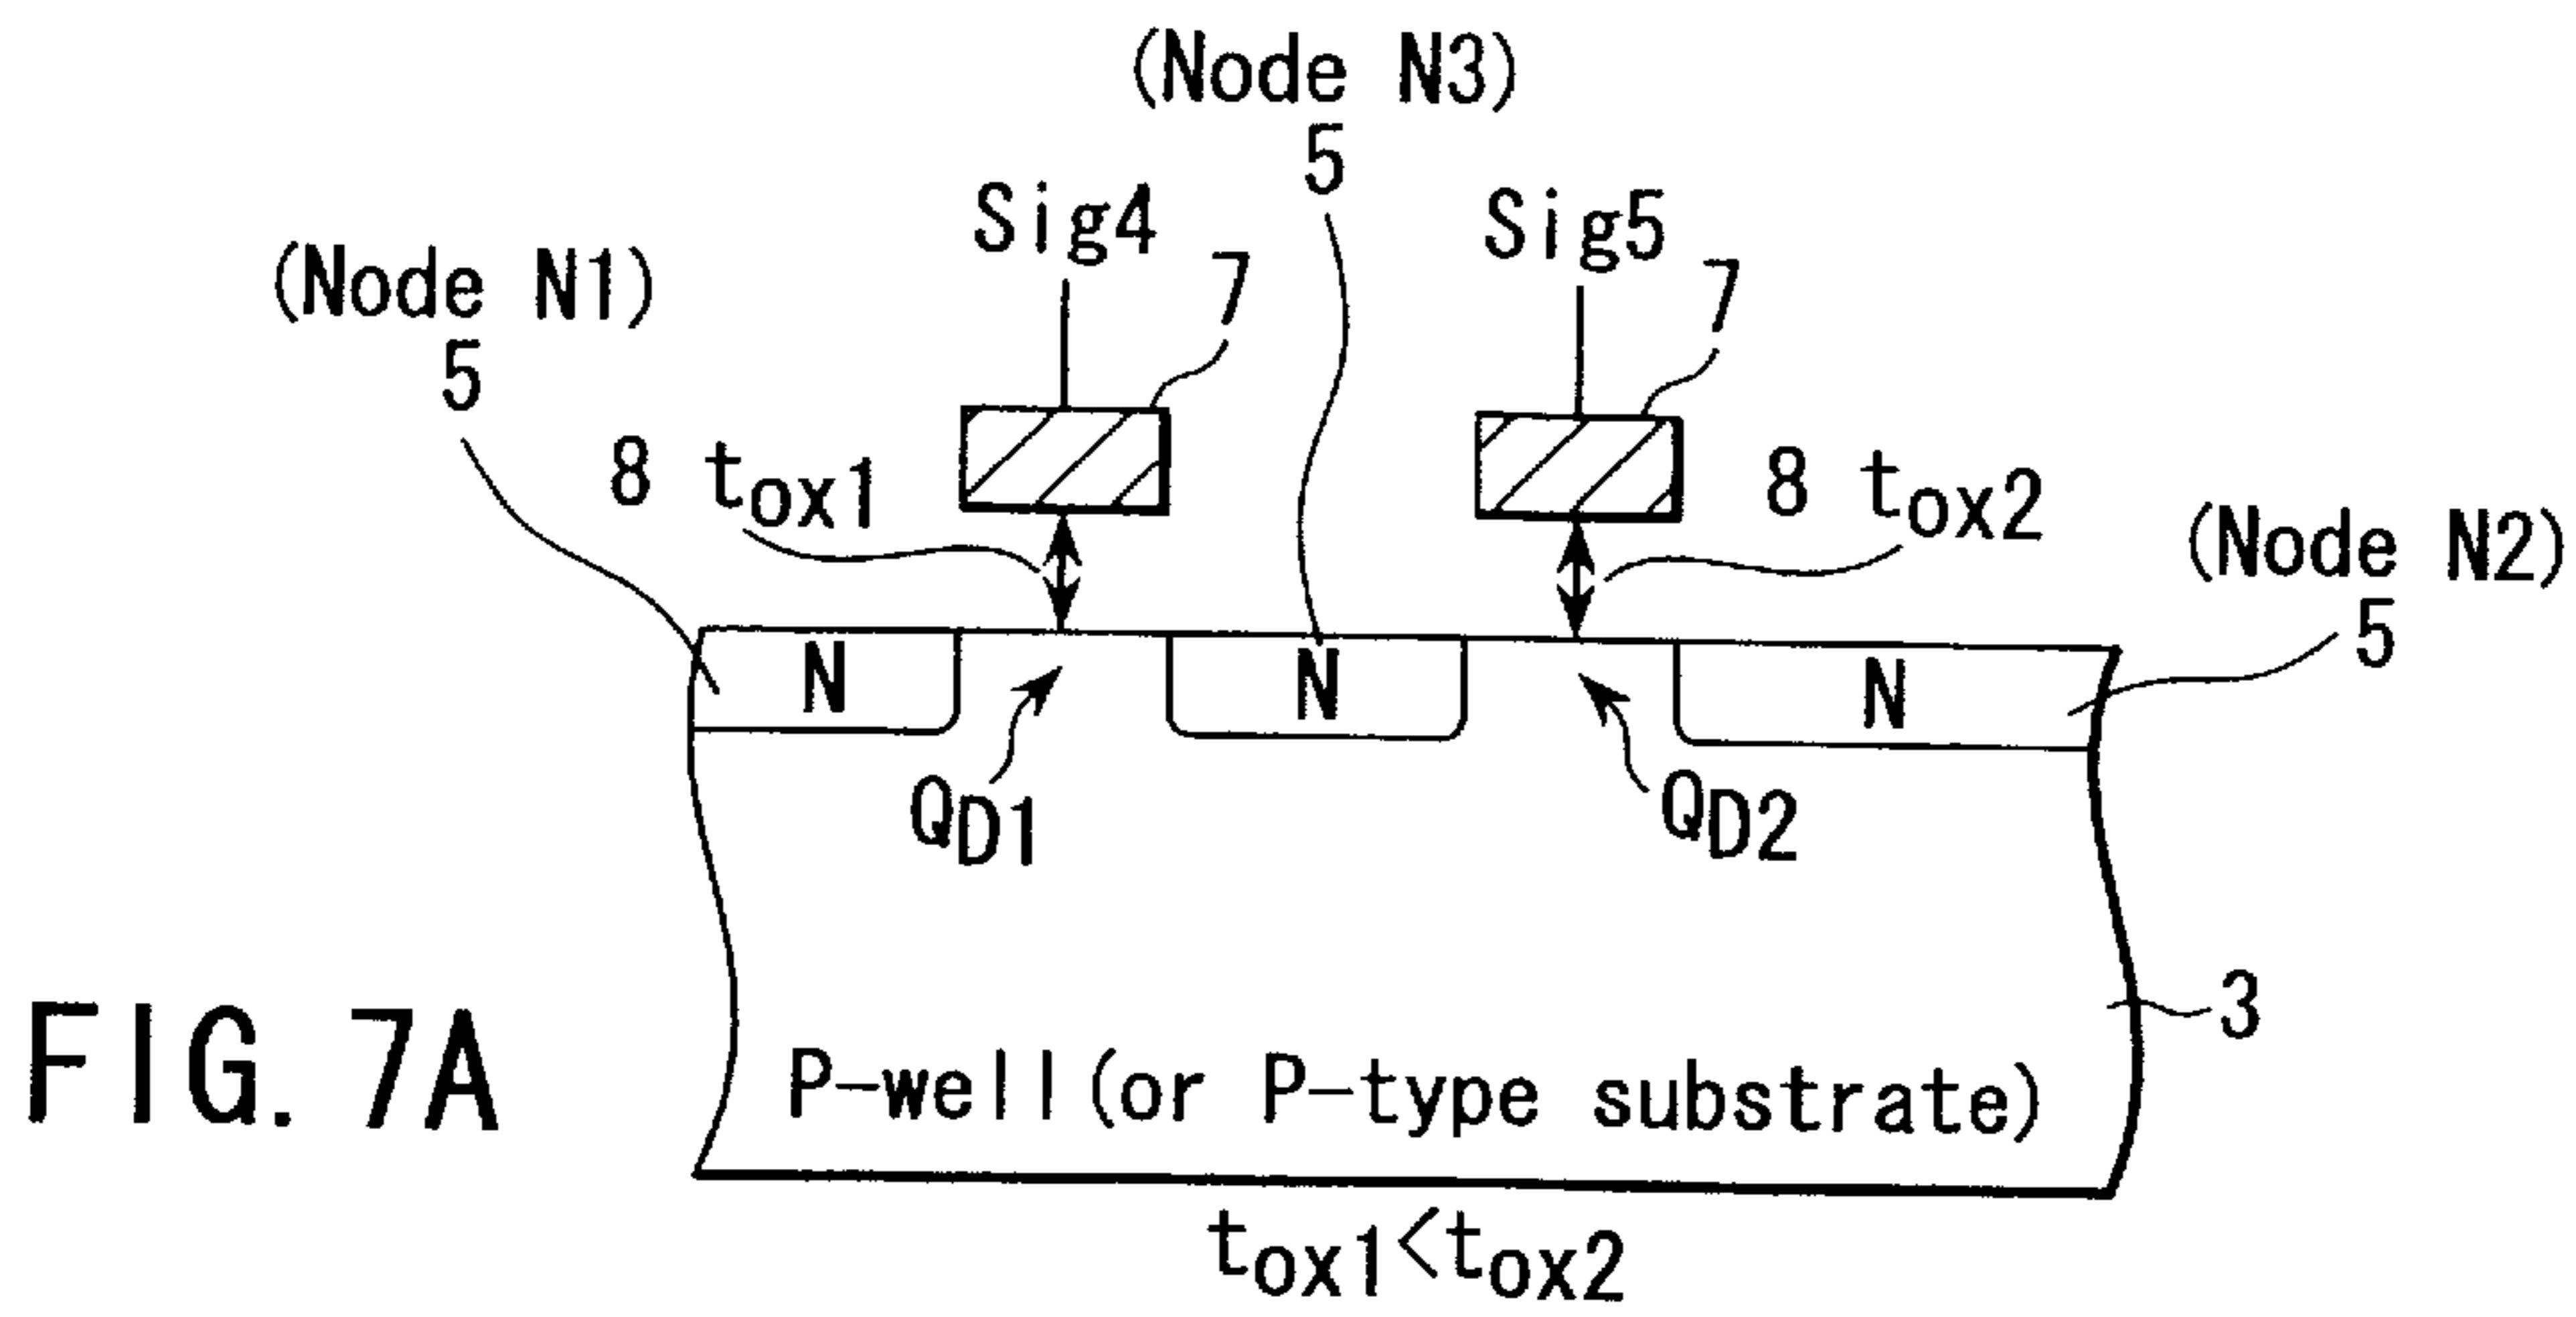 (Node N3)
5
Sig4
Sig5
(Node N1)
5
7
7
8 tox1
8 tox2
(Node N2)
5
N
N
N
QD1
QD2
3
P-well(or P-type substrate)
FIG. 7A
tox1<tox2